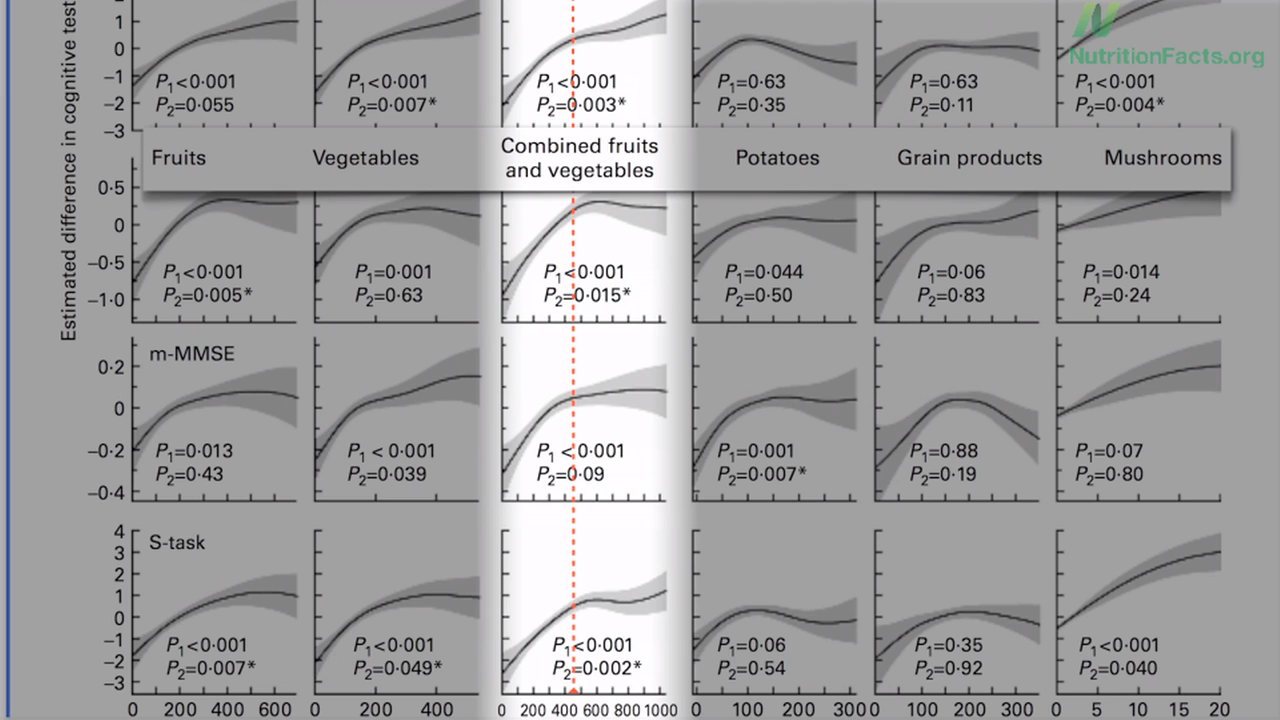 NutritionFacts.org
Estimated difference in cognitive test
1
0
−1
−2
−3
P1<0·001
P2=0·055
P1<0·001
P2=0·007*
P1<0·001
P2=0·003*
P1=0·63
P2=0·35
P1=0·63
P2=0·11
P1<0·001
P2=0·004*
Fruits
Vegetables
Combined fruits
and vegetables
Potatoes
Grain products
Mushrooms
0·5
0
−0·5
−1·0
P1<0·001
P2=0·005*
P1=0·001
P2=0·63
P1<0·001
P2=0·015*
P1=0·044
P2=0·50
P1=0·06
P2=0·83
P1=0·014
P2=0·24
m-MMSE
0·2
0
−0·2
−0·4
P1=0·013
P2=0·43
P1 < 0·001
P2=0·039
P1 < 0·001
P2=0·09
P1=0·001
P2=0·007*
P1=0·88
P2=0·19
P1=0·07
P2=0·80
S-task
4
3
2
1
0
−1
−2
−3
P1<0·001
P2=0·007*
P1<0·001
P2=0·049*
P1<0·001
P2=0·002*
P1=0·06
P2=0·54
P1=0·35
P2=0·92
P1<0·001
P2=0·040
0 200 400 600
0 200 400
0 200 400 600 800 1000
0 100 200 300
0 100 200 300
0 5 10 15 20